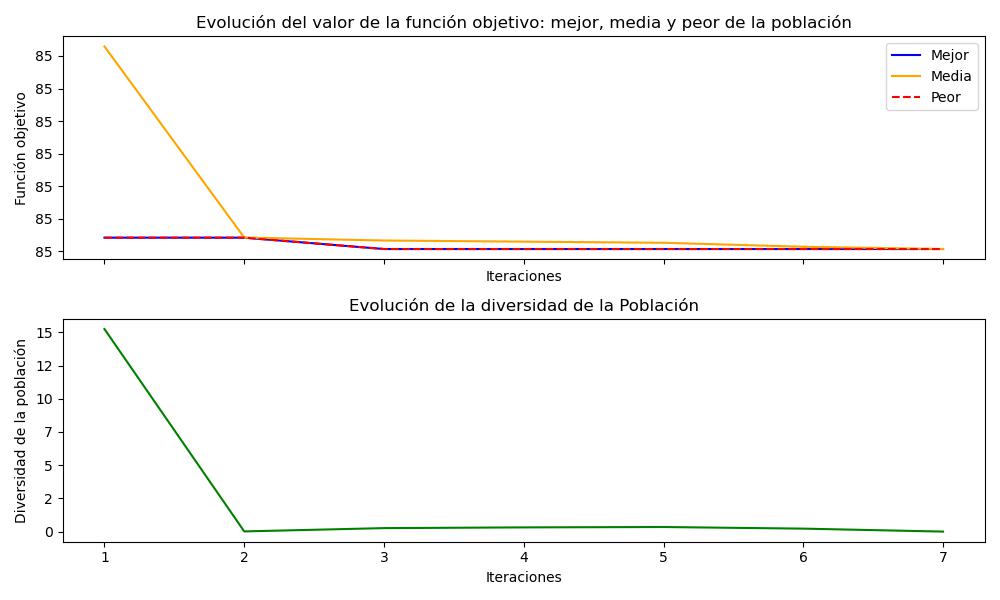 Evolución del valor de la función objetivo: mejor, media y peor de la población
Función objetivo
85
85
85
85
85
85
85
Mejor
Media
Peor
Iteraciones
Evolución de la diversidad de la Población
Diversidad de la población
15
12
10
7
5
2
0
1 2 3 4 5 6 7
Iteraciones